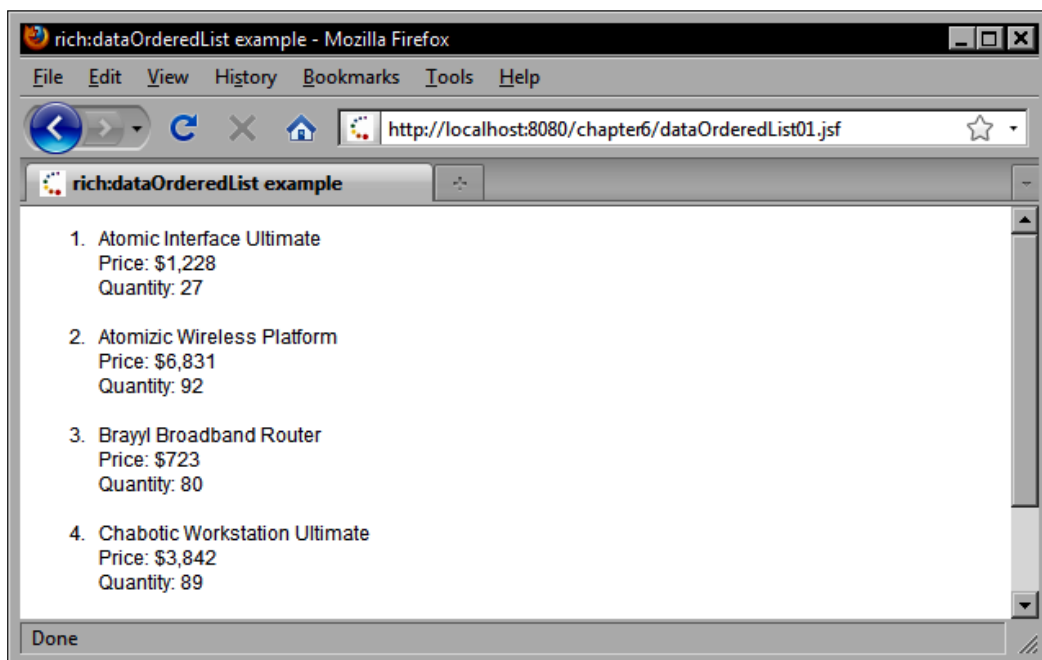 rich:dataOrderedList example - Mozilla Firefox
File Edit View History Bookmarks Tools Help
http://localhost:8080/chapter6/dataOrderedList01.jsf
rich:dataOrderedList example
1. Atomic Interface Ultimate
Price: $1,228
Quantity: 27
2. Atomizic Wireless Platform
Price: $6,831
Quantity: 92
3. Brayyl Broadband Router
Price: $723
Quantity: 80
4. Chabotic Workstation Ultimate
Price: $3,842
Quantity: 89
Done